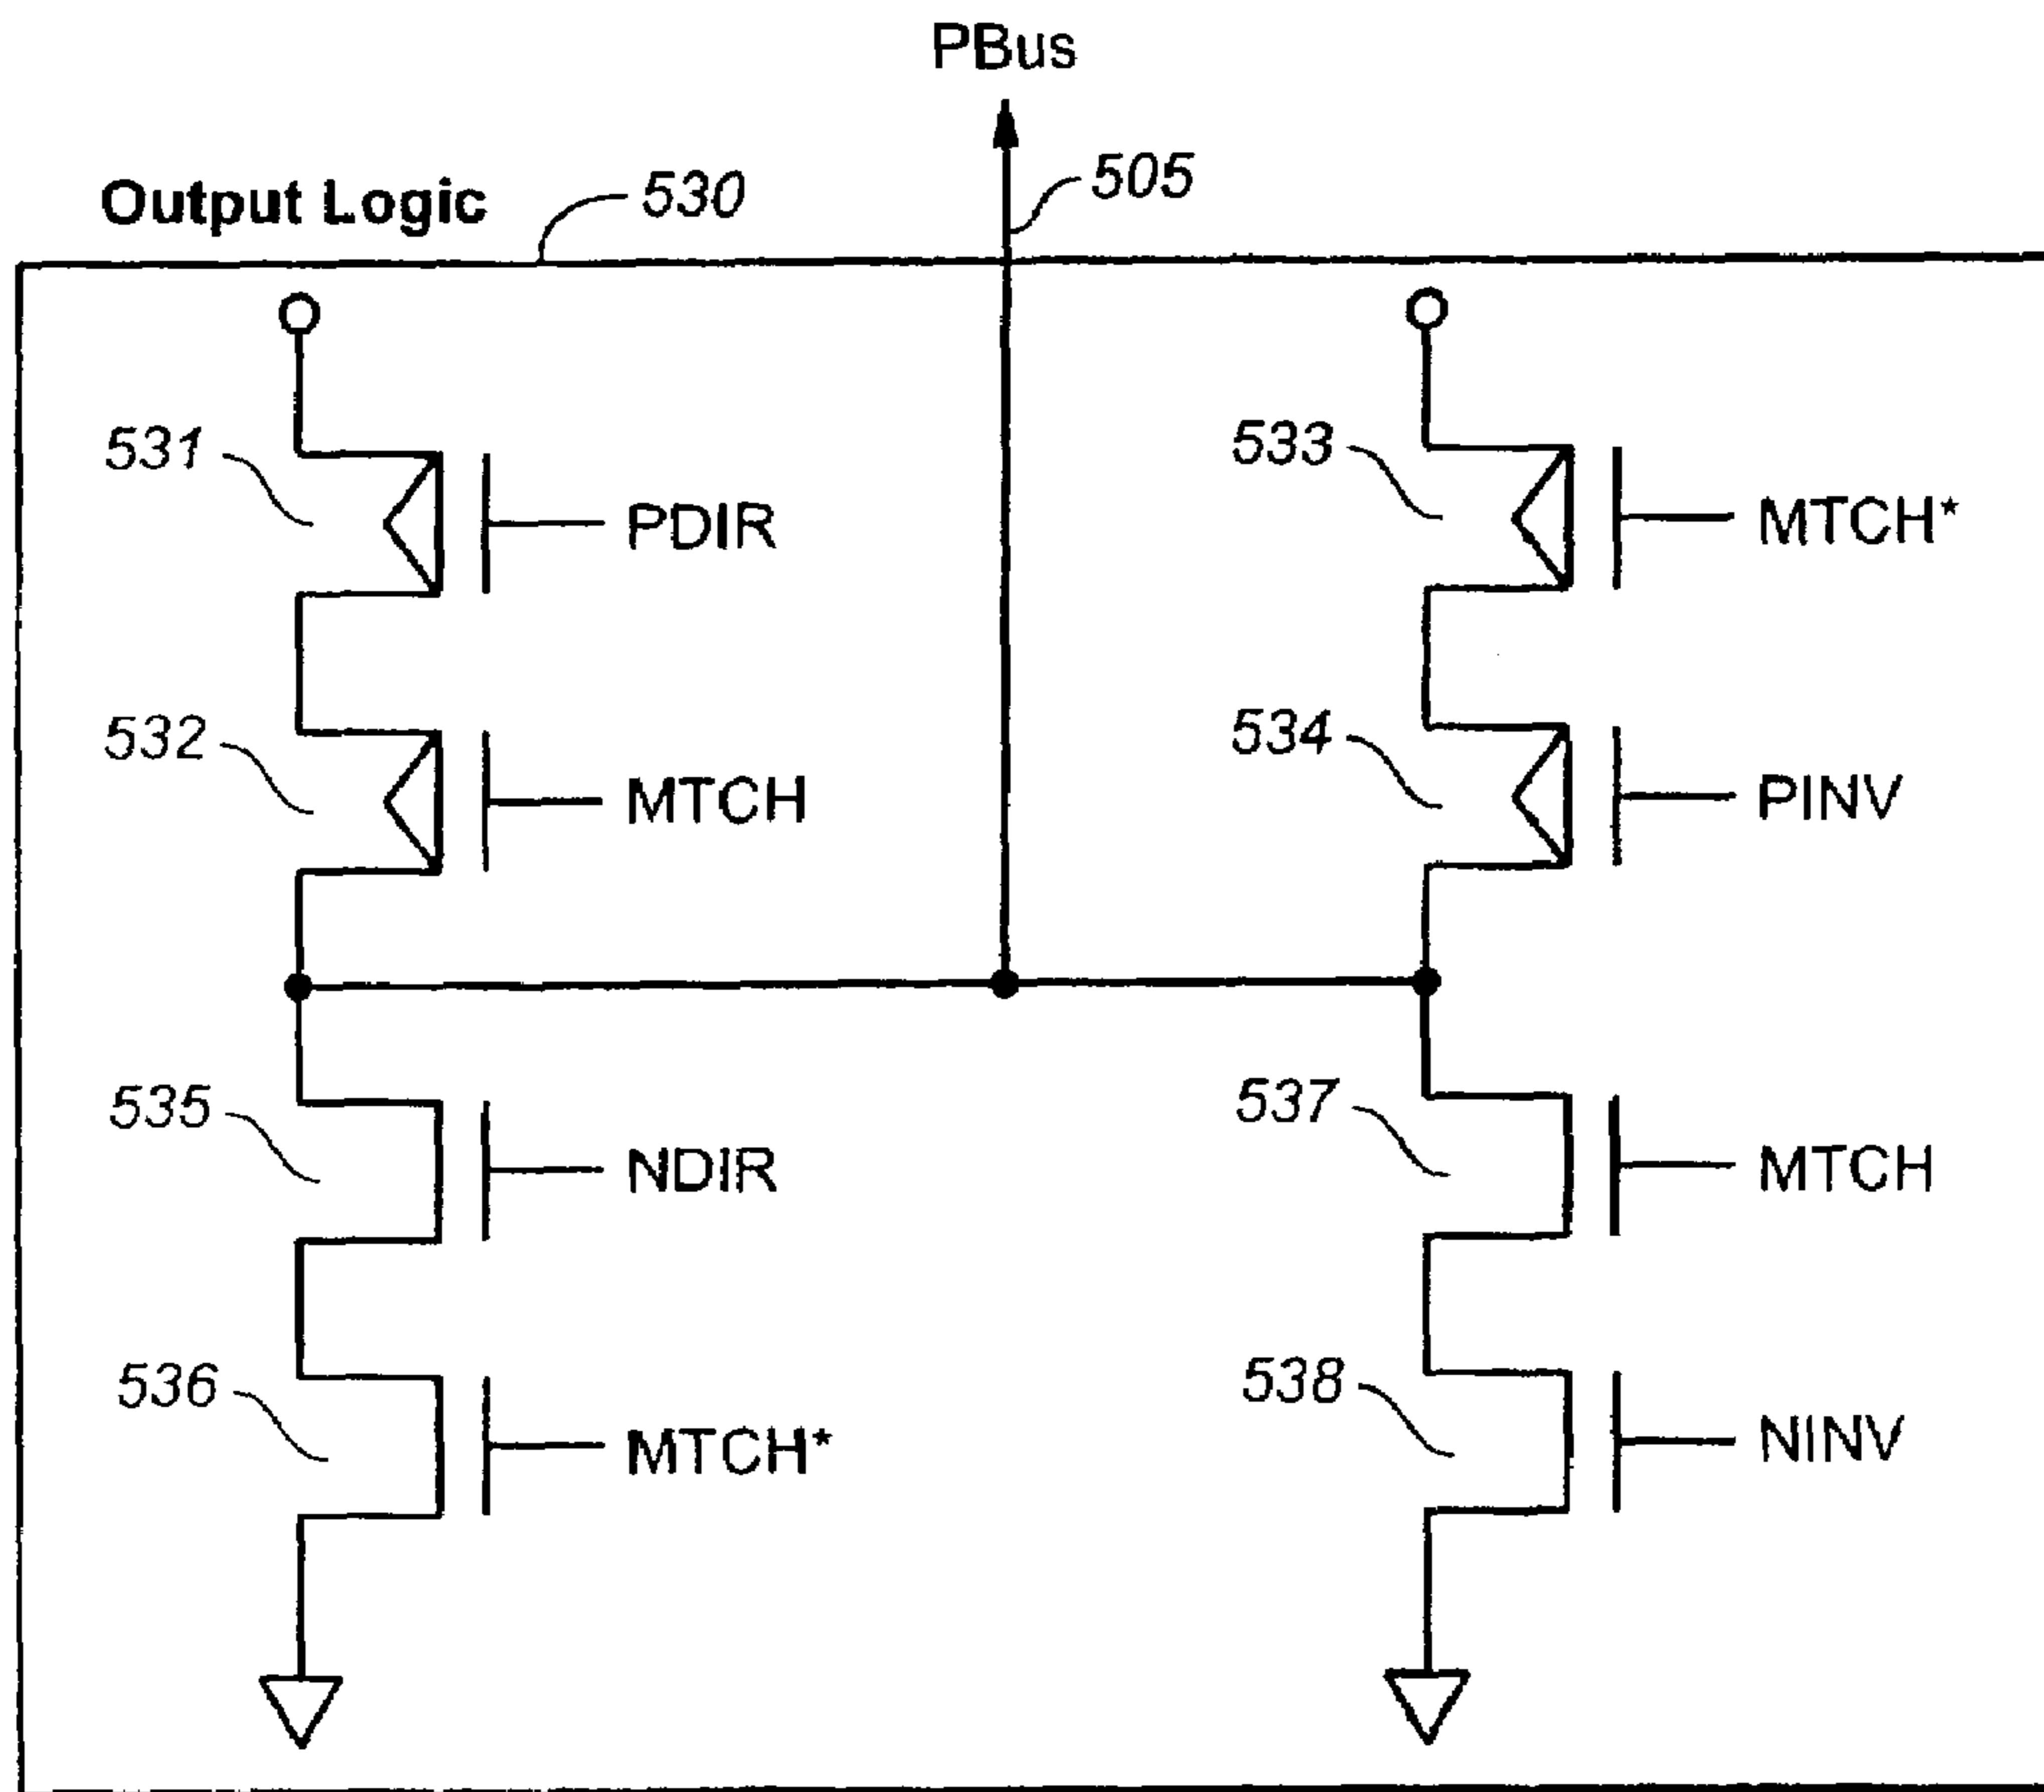 PBus
505
Output Logic 530
531 PDIR
533 MTCH*
532 MTCH
534 PINV
535 NDIR
537 MTCH
536 MTCH*
538 NINV